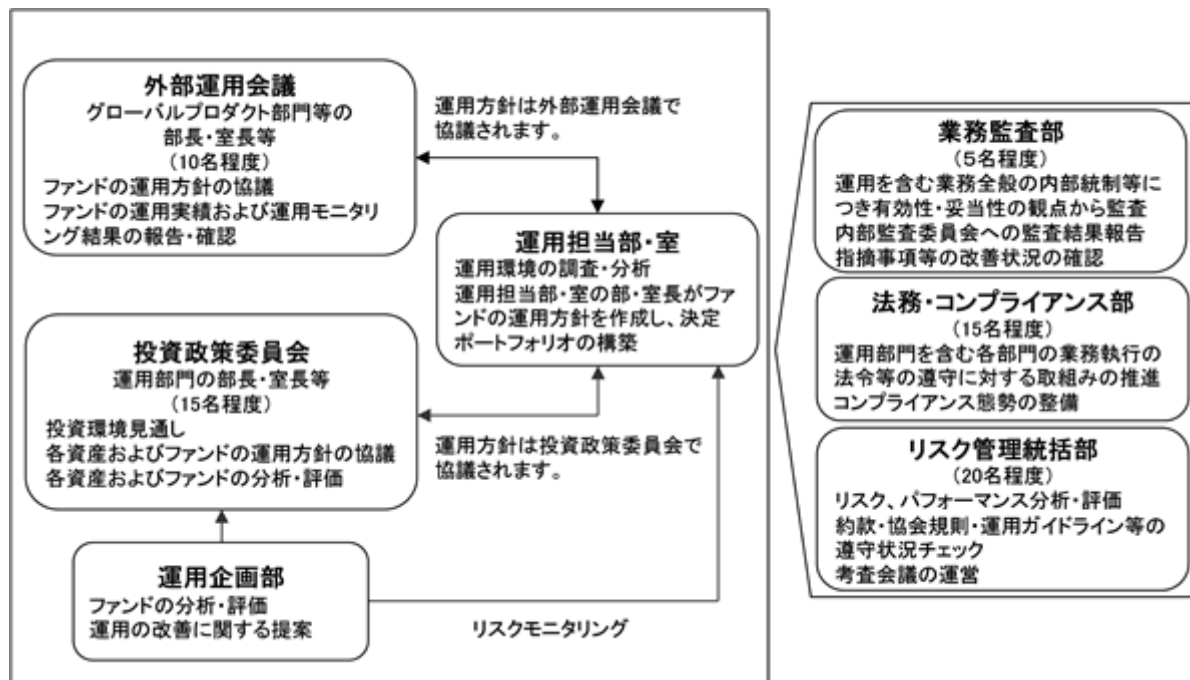 外部運用会議
グローバルプロダクト部門等の
部長・室長等
(10名程度)
ファンドの運用方針の協議
ファンドの運用実績および運用モニタリ
ング結果の報告・確認
運用方針は外部運用会議で
協議されます。
運用担当部・室
運用環境の調査・分析
運用担当部・室の部・室長がファ
ンドの運用方針を作成し、決定
ポートフォリオの構築
投資政策委員会
運用部門の部長・室長等
(15名程度)
投資環境見通し
各資産およびファンドの運用方針の協議
各資産およびファンドの分析・評価
運用方針は投資政策委員会で
協議されます。
運用企画部
ファンドの分析・評価
運用の改善に関する提案
リスクモニタリング
業務監査部
(5名程度)
運用を含む業務全般の内部統制等に
つき有効性・妥当性の観点から監査
内部監査委員会への監査結果報告
指摘事項等の改善状況の確認
法務・コンプライアンス部
(15名程度)
運用部門を含む各部門の業務執行の
法令等の遵守に対する取組みの推進
コンプライアンス態勢の整備
リスク管理統括部
(20名程度)
リスク、パフォーマンス分析・評価
約款・協会規則・運用ガイドライン等の
遵守状況チェック
考査会議の運営